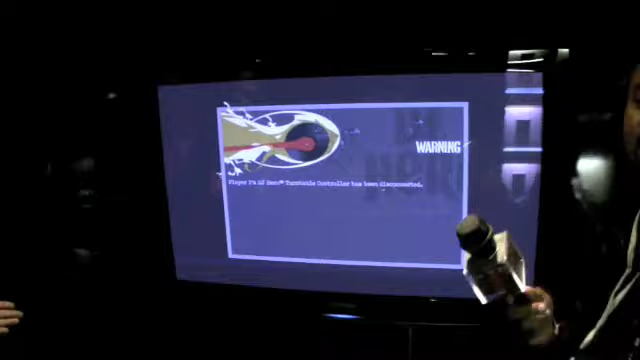 WARNING
Player 1's DJ Hero™ Turntable Controller has been disconnected.